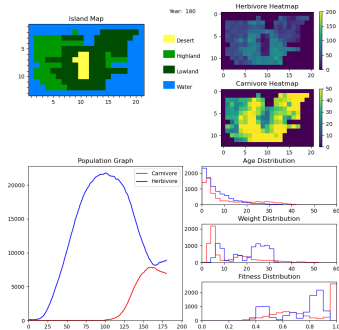 Island Map
Year: 180
Herbivore Heatmap
Desert
Highland
Lowland
Water
5
10
5 10 15 20
0
5
10
0 5 10 15 20
200
150
100
50
0
Carnivore Heatmap
0
5
10
0 5 10 15 20
50
40
30
20
10
0
Population Graph
Carnivore
Herbivore
20000
15000
10000
5000
0
0 25 50 75 100 125 150 175 200
Age Distribution
2000
1000
0
0 10 20 30 40 50 60
Weight Distribution
2000
1000
0
0 10 20 30 40 50 60
Fitness Distribution
2000
1000
0
0.0 0.2 0.4 0.6 0.8 1.0